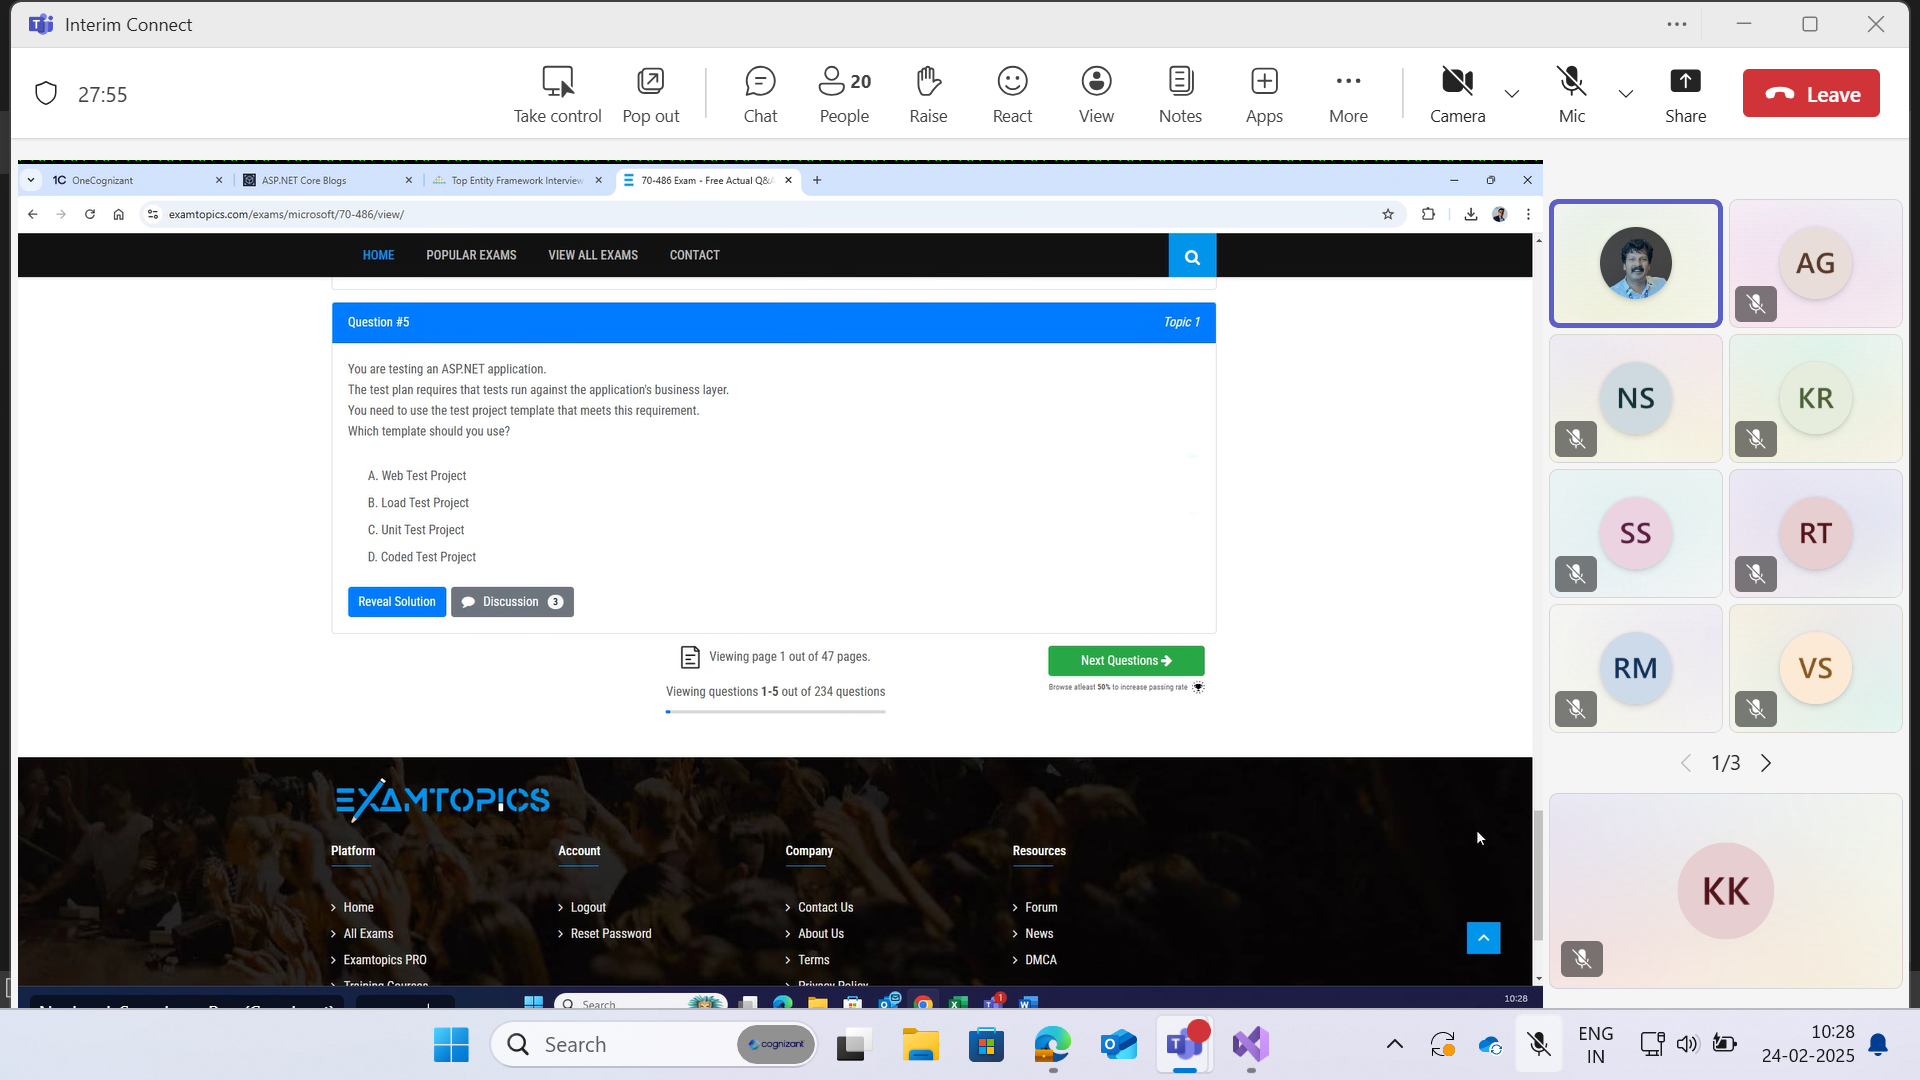 Interim Connect
27:55
Take control
Pop out
Chat
20
People
Raise
React
View
Notes
Apps
More
Camera
Mic
Share
Leave
1C OneCognizant
ASP.NET Core Blogs
Top Entity Framework Interview
70-486 Exam - Free Actual Q&A
examtopics.com/exams/microsoft/70-486/view/
HOME
POPULAR EXAMS
VIEW ALL EXAMS
CONTACT
Question #5
Topic 1
You are testing an ASP.NET application.
The test plan requires that tests run against the application's business layer.
You need to use the test project template that meets this requirement.
Which template should you use?
A. Web Test Project
B. Load Test Project
C. Unit Test Project
D. Coded Test Project
Reveal Solution
Discussion 3
Viewing page 1 out of 47 pages.
Viewing questions 1-5 out of 234 questions
Next Questions
Browse atleast 50% to increase passing rate
EXAMTOPICS
Platform
Account
Company
Resources
Home
Logout
Contact Us
Forum
All Exams
Reset Password
About Us
News
Examtopics PRO
Terms
DMCA
Training Courses
Privacy Policy
Search
1
10:28
AG
NS
KR
SS
RT
RM
VS
1/3
KK
Search
cognizant
ENG
IN
10:28
24-02-2025